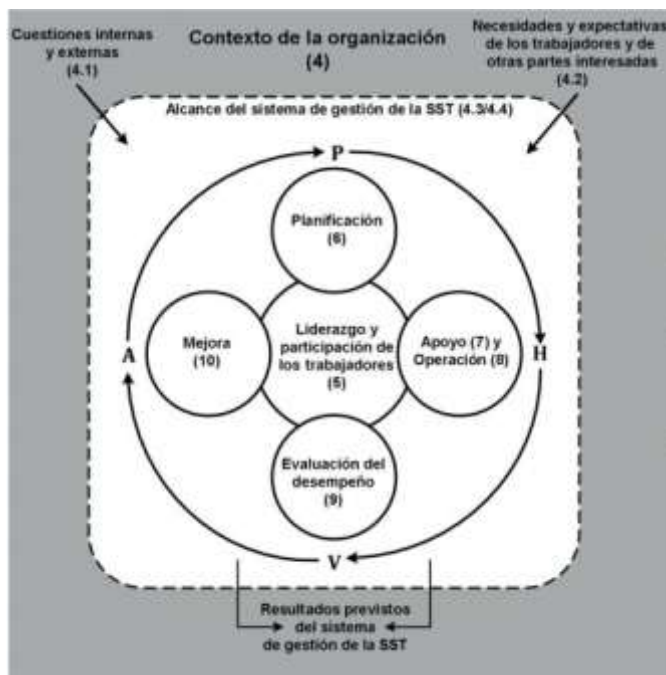 Cuestiones internas
y externas
(4.1)
Contexto de la organización
(4)
Necesidades y expectativas
de los trabajadores y de
otras partes interesadas
(4.2)
Alcance del sistema de gestión de la SST (4.3/4.4)
P
Planificación
(6)
A
Mejora
(10)
Liderazgo y
participación de
los trabajadores
(5)
Apoyo (7) y
Operación (8)
H
Evaluación del
desempeño
(9)
V
Resultados previstos
del sistema
de gestión de la SST